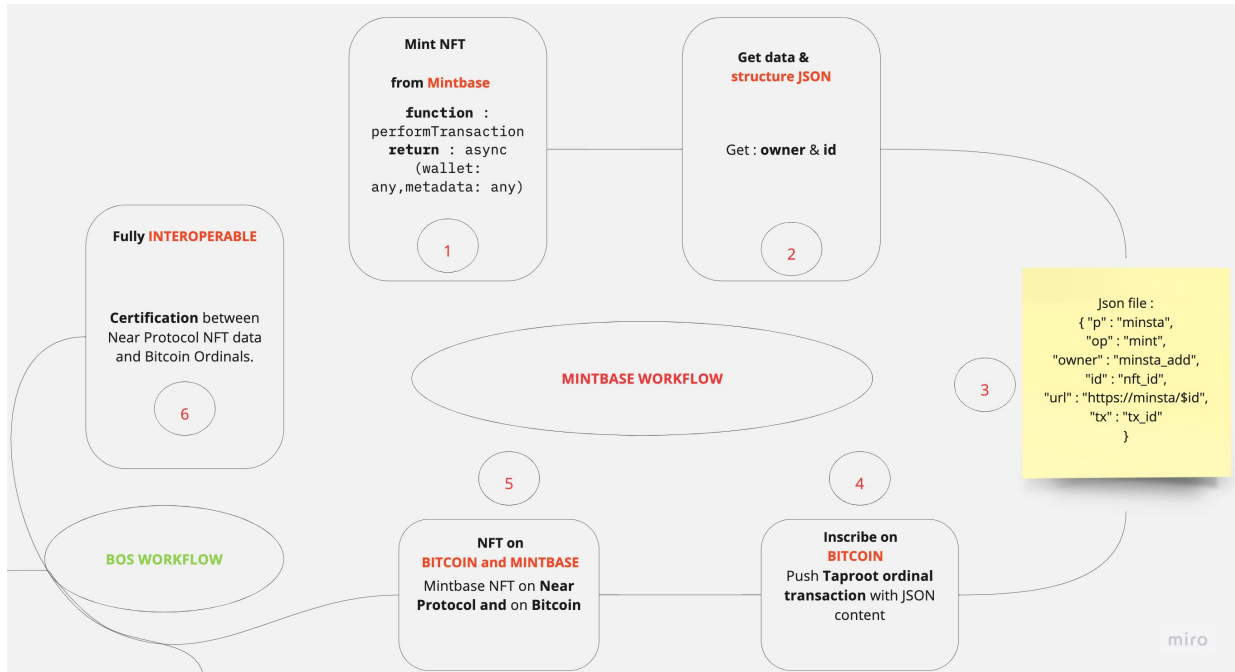 Mint NFT
from Mintbase
function :
performTransaction
return : async
(wallet:
any,metadata: any)
1
Get data &
structure JSON
Get : owner & id
2
Json file :
{ "p" : "minsta",
"op" : "mint",
"owner" : "minsta_add",
"id" : "nft_id",
"url" : "https://minsta/$id",
"tx" : "tx_id"
}
3
Inscribe on
BITCOIN
Push Taproot ordinal
transaction with JSON
content
4
NFT on
BITCOIN and MINTBASE
Mintbase NFT on Near
Protocol and on Bitcoin
5
Fully INTEROPERABLE
Certification between
Near Protocol NFT data
and Bitcoin Ordinals.
6
MINTBASE WORKFLOW
BOS WORKFLOW
miro